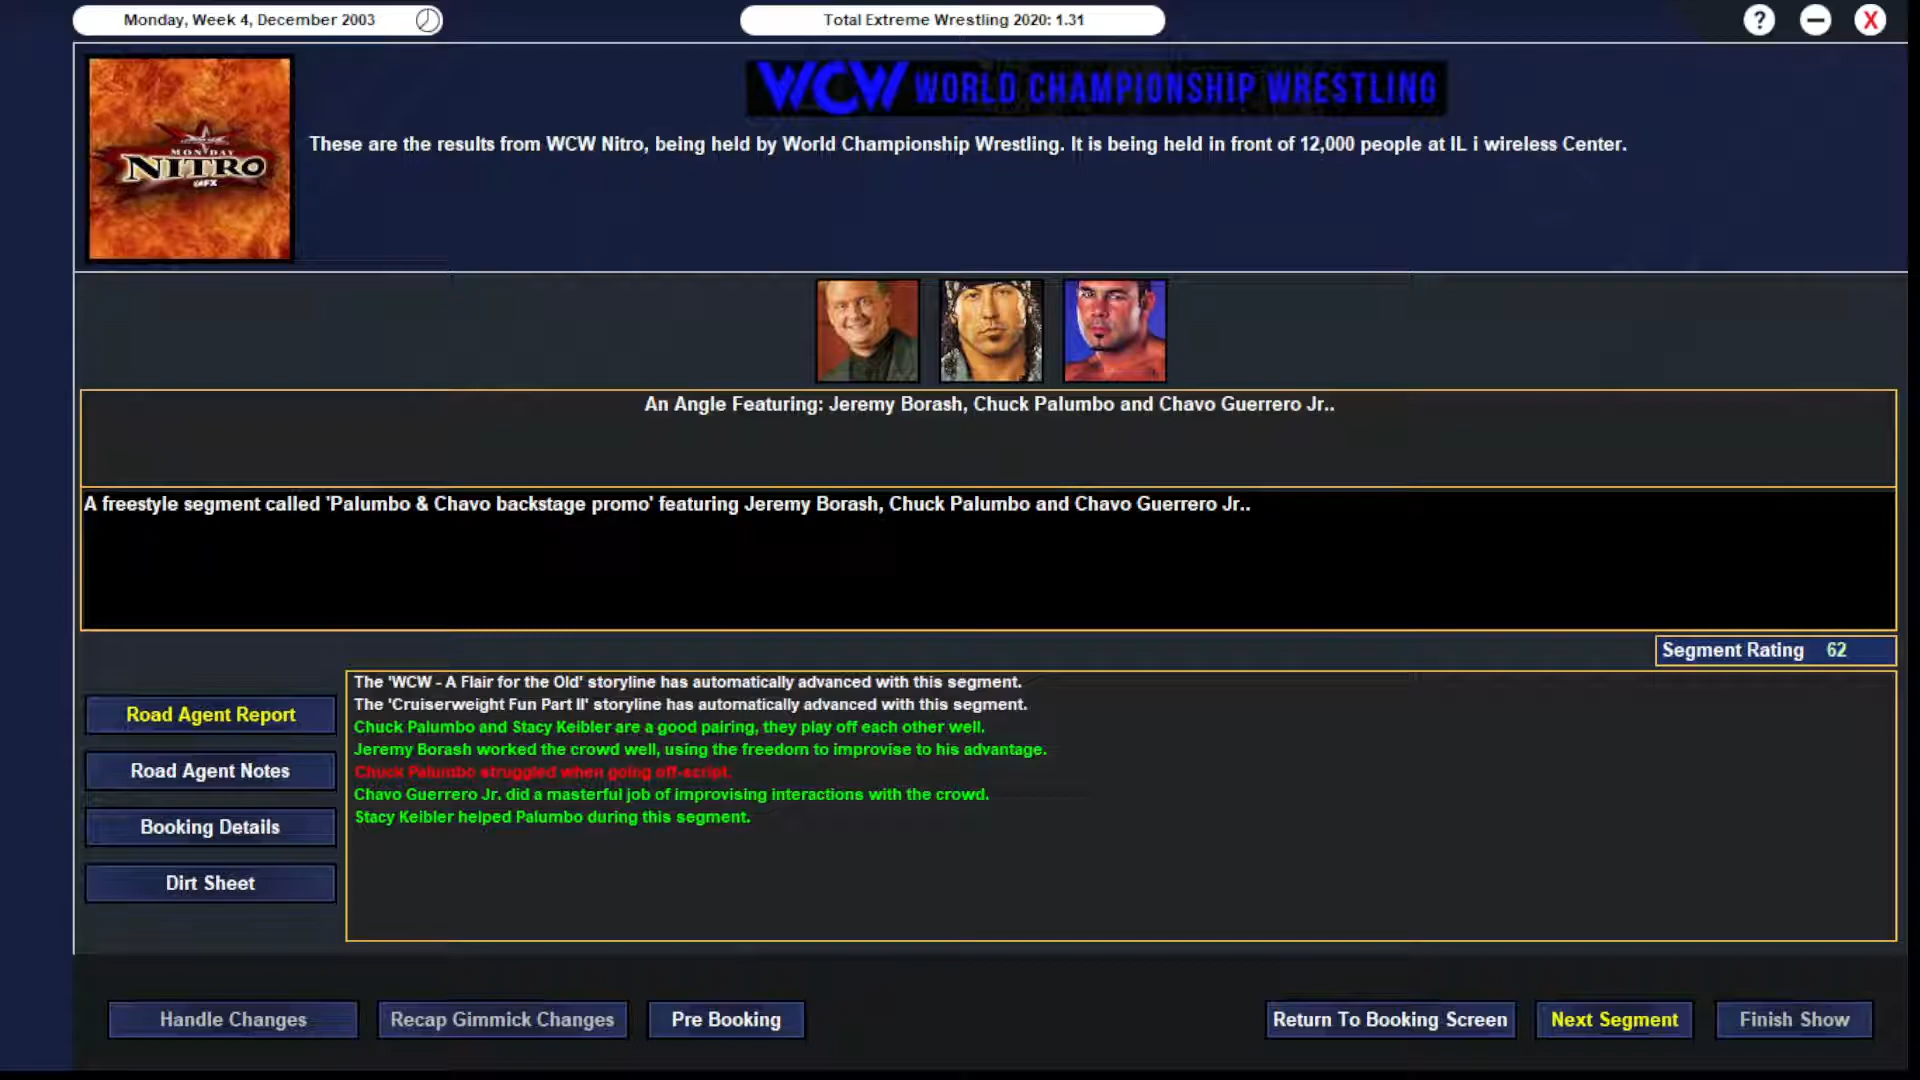 Monday, Week 4, December 2003
Total Extreme Wrestling 2020: 1.31
?
X
WCW WORLD CHAMPIONSHIP WRESTLING
MONDAY
NITRO
These are the results from WCW Nitro, being held by World Championship Wrestling. It is being held in front of 12,000 people at IL i wireless Center.
An Angle Featuring: Jeremy Borash, Chuck Palumbo and Chavo Guerrero Jr..
A freestyle segment called 'Palumbo & Chavo backstage promo' featuring Jeremy Borash, Chuck Palumbo and Chavo Guerrero Jr..
Segment Rating 62
Road Agent Report
Road Agent Notes
Booking Details
Dirt Sheet
The 'WCW - A Flair for the Old' storyline has automatically advanced with this segment.
The 'Cruiserweight Fun Part II' storyline has automatically advanced with this segment.
Chuck Palumbo and Stacy Keibler are a good pairing, they play off each other well.
Jeremy Borash worked the crowd well, using the freedom to improvise to his advantage.
Chuck Palumbo struggled when going off-script.
Chavo Guerrero Jr. did a masterful job of improvising interactions with the crowd.
Stacy Keibler helped Palumbo during this segment.
Handle Changes
Recap Gimmick Changes
Pre Booking
Return To Booking Screen
Next Segment
Finish Show